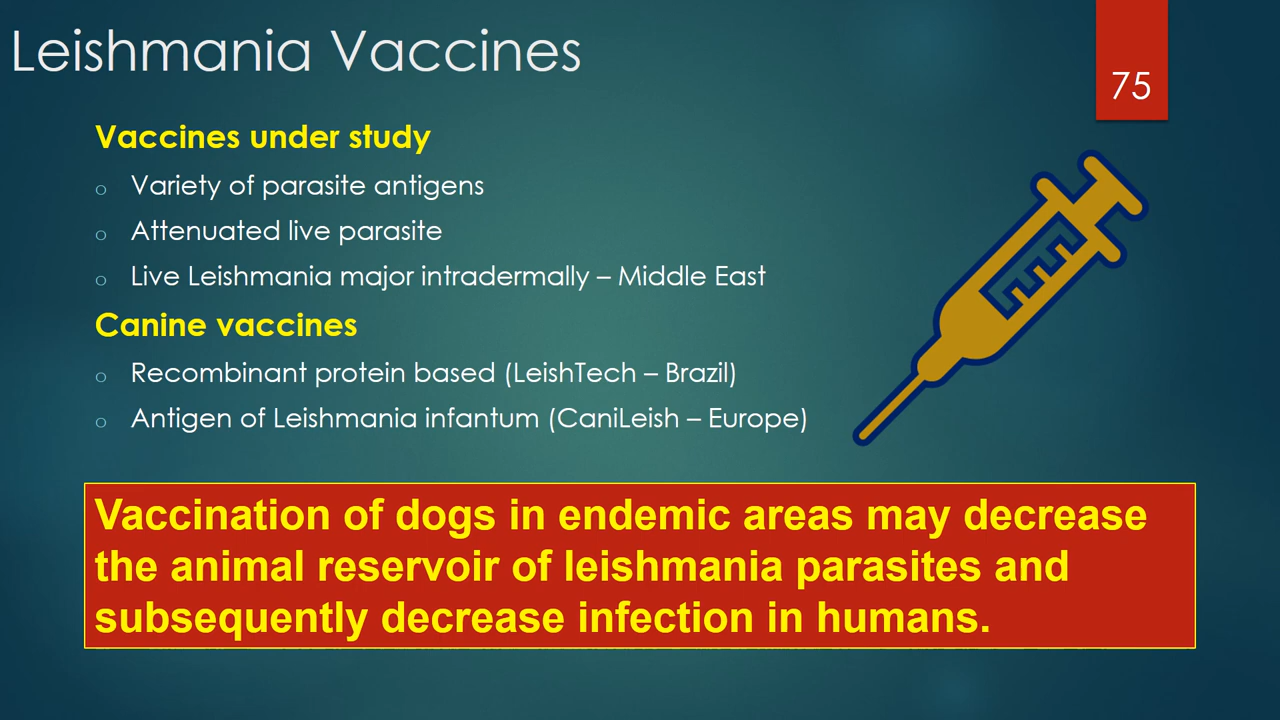 Leishmania Vaccines
75
Vaccines under study
o Variety of parasite antigens
o Attenuated live parasite
o Live Leishmania major intradermally – Middle East
Canine vaccines
o Recombinant protein based (LeishTech – Brazil)
o Antigen of Leishmania infantum (CaniLeish – Europe)
Vaccination of dogs in endemic areas may decrease
the animal reservoir of leishmania parasites and
subsequently decrease infection in humans.